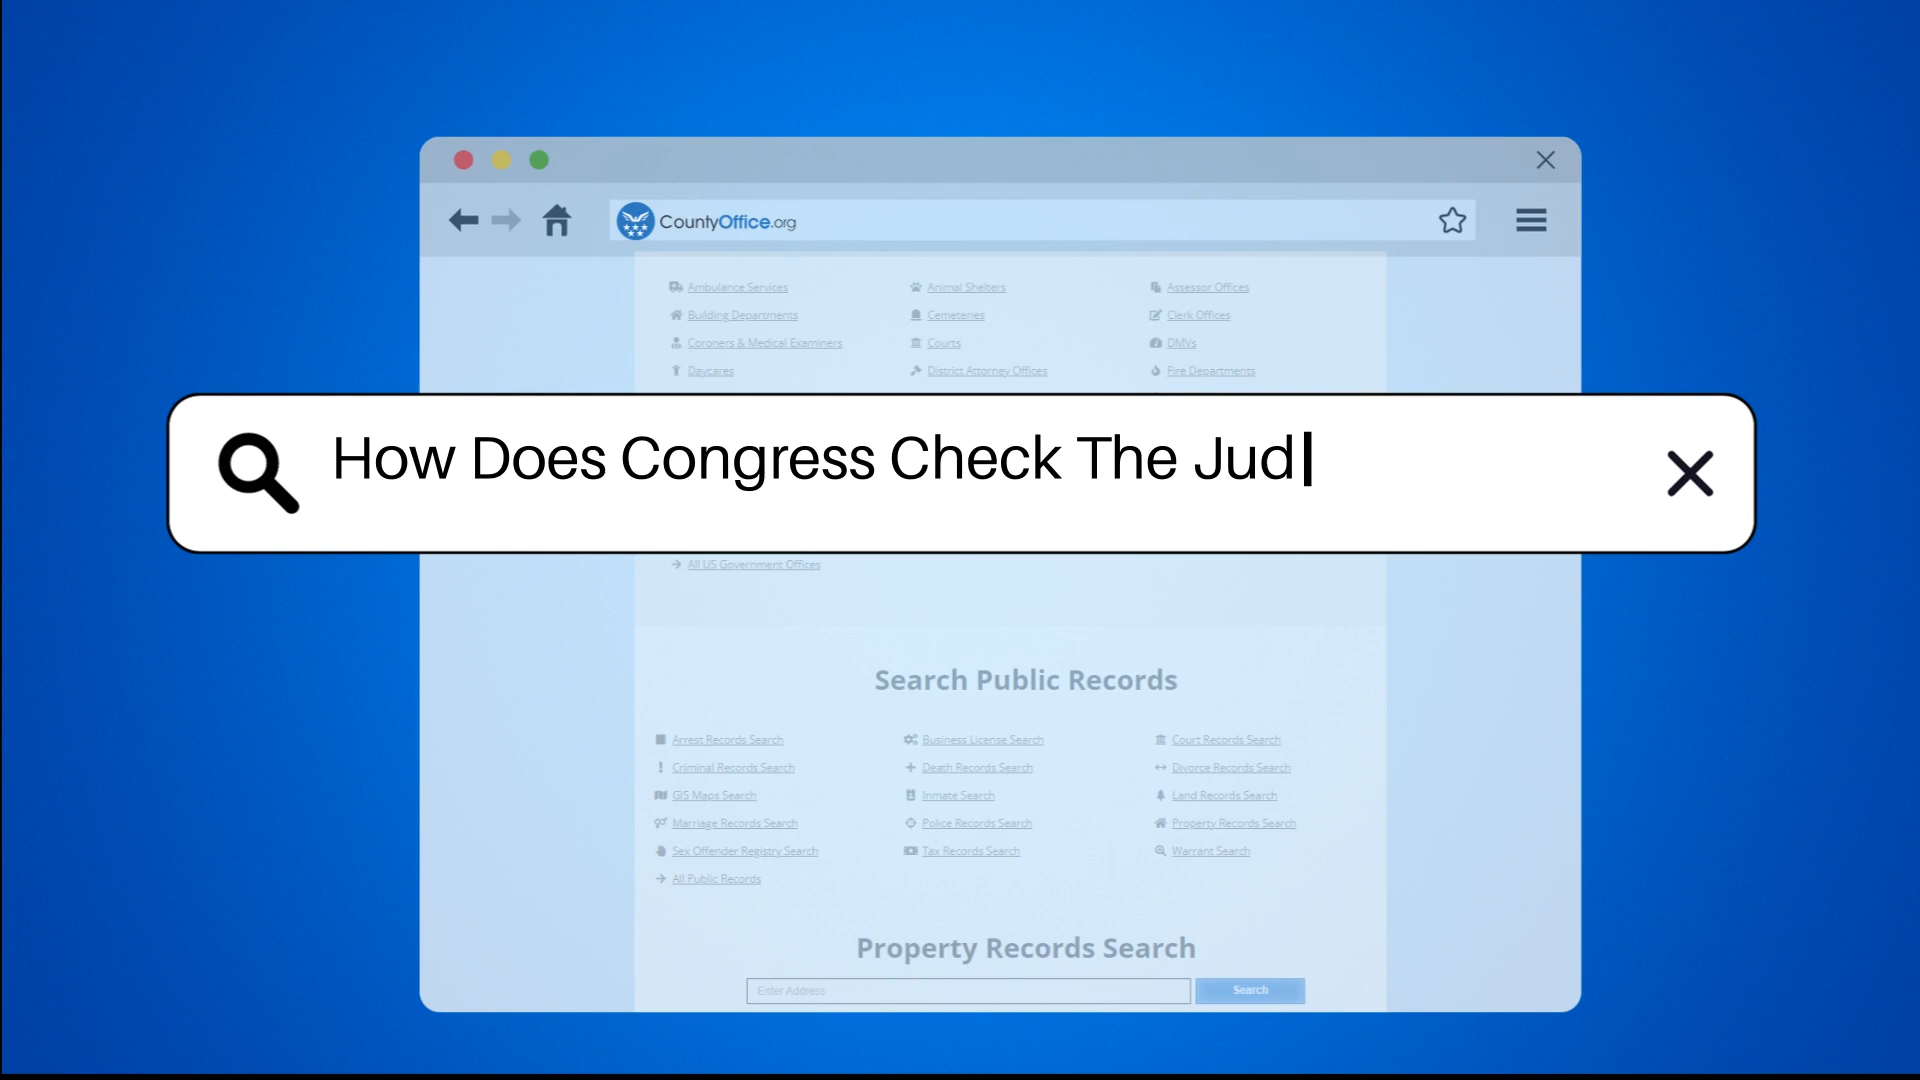 CountyOffice.org
Ambulance Services Animal Shelters Assessor Offices
Building Departments Cemeteries Clerk Offices
Coroners & Medical Examiners Courts DMVs
Daycares District Attorney Offices Fire Departments
How Does Congress Check The Jud
All US Government Offices
Search Public Records
Arrest Records Search Business License Search Court Records Search
Criminal Records Search Death Records Search Divorce Records Search
GIS Maps Search Inmate Search Land Records Search
Marriage Records Search Police Records Search Property Records Search
Sex Offender Registry Search Tax Records Search Warrant Search
All Public Records
Property Records Search
Enter Address Search